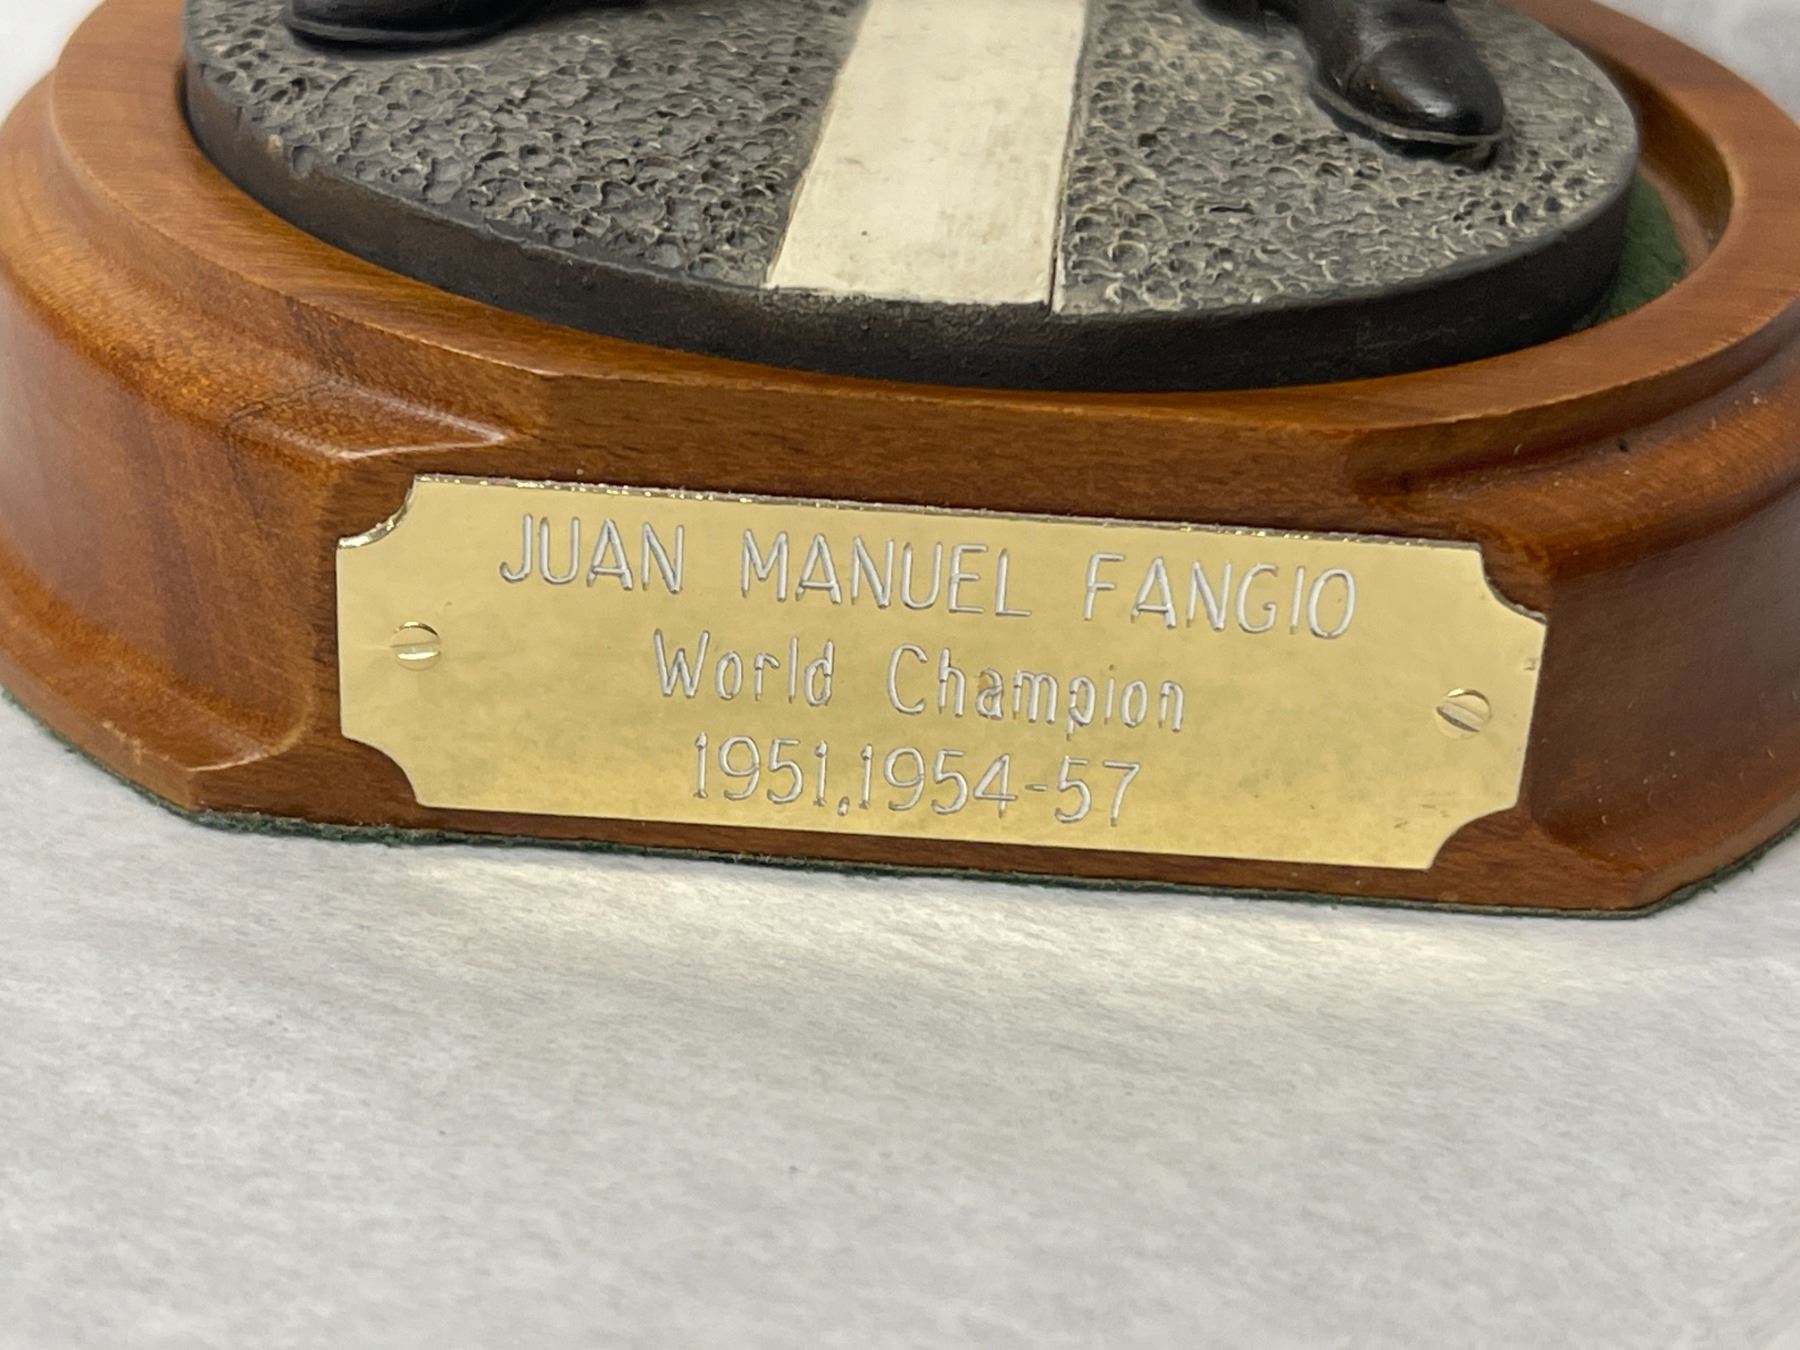 JUAN MANUEL FANGIO
World Champion
1951,1954-57